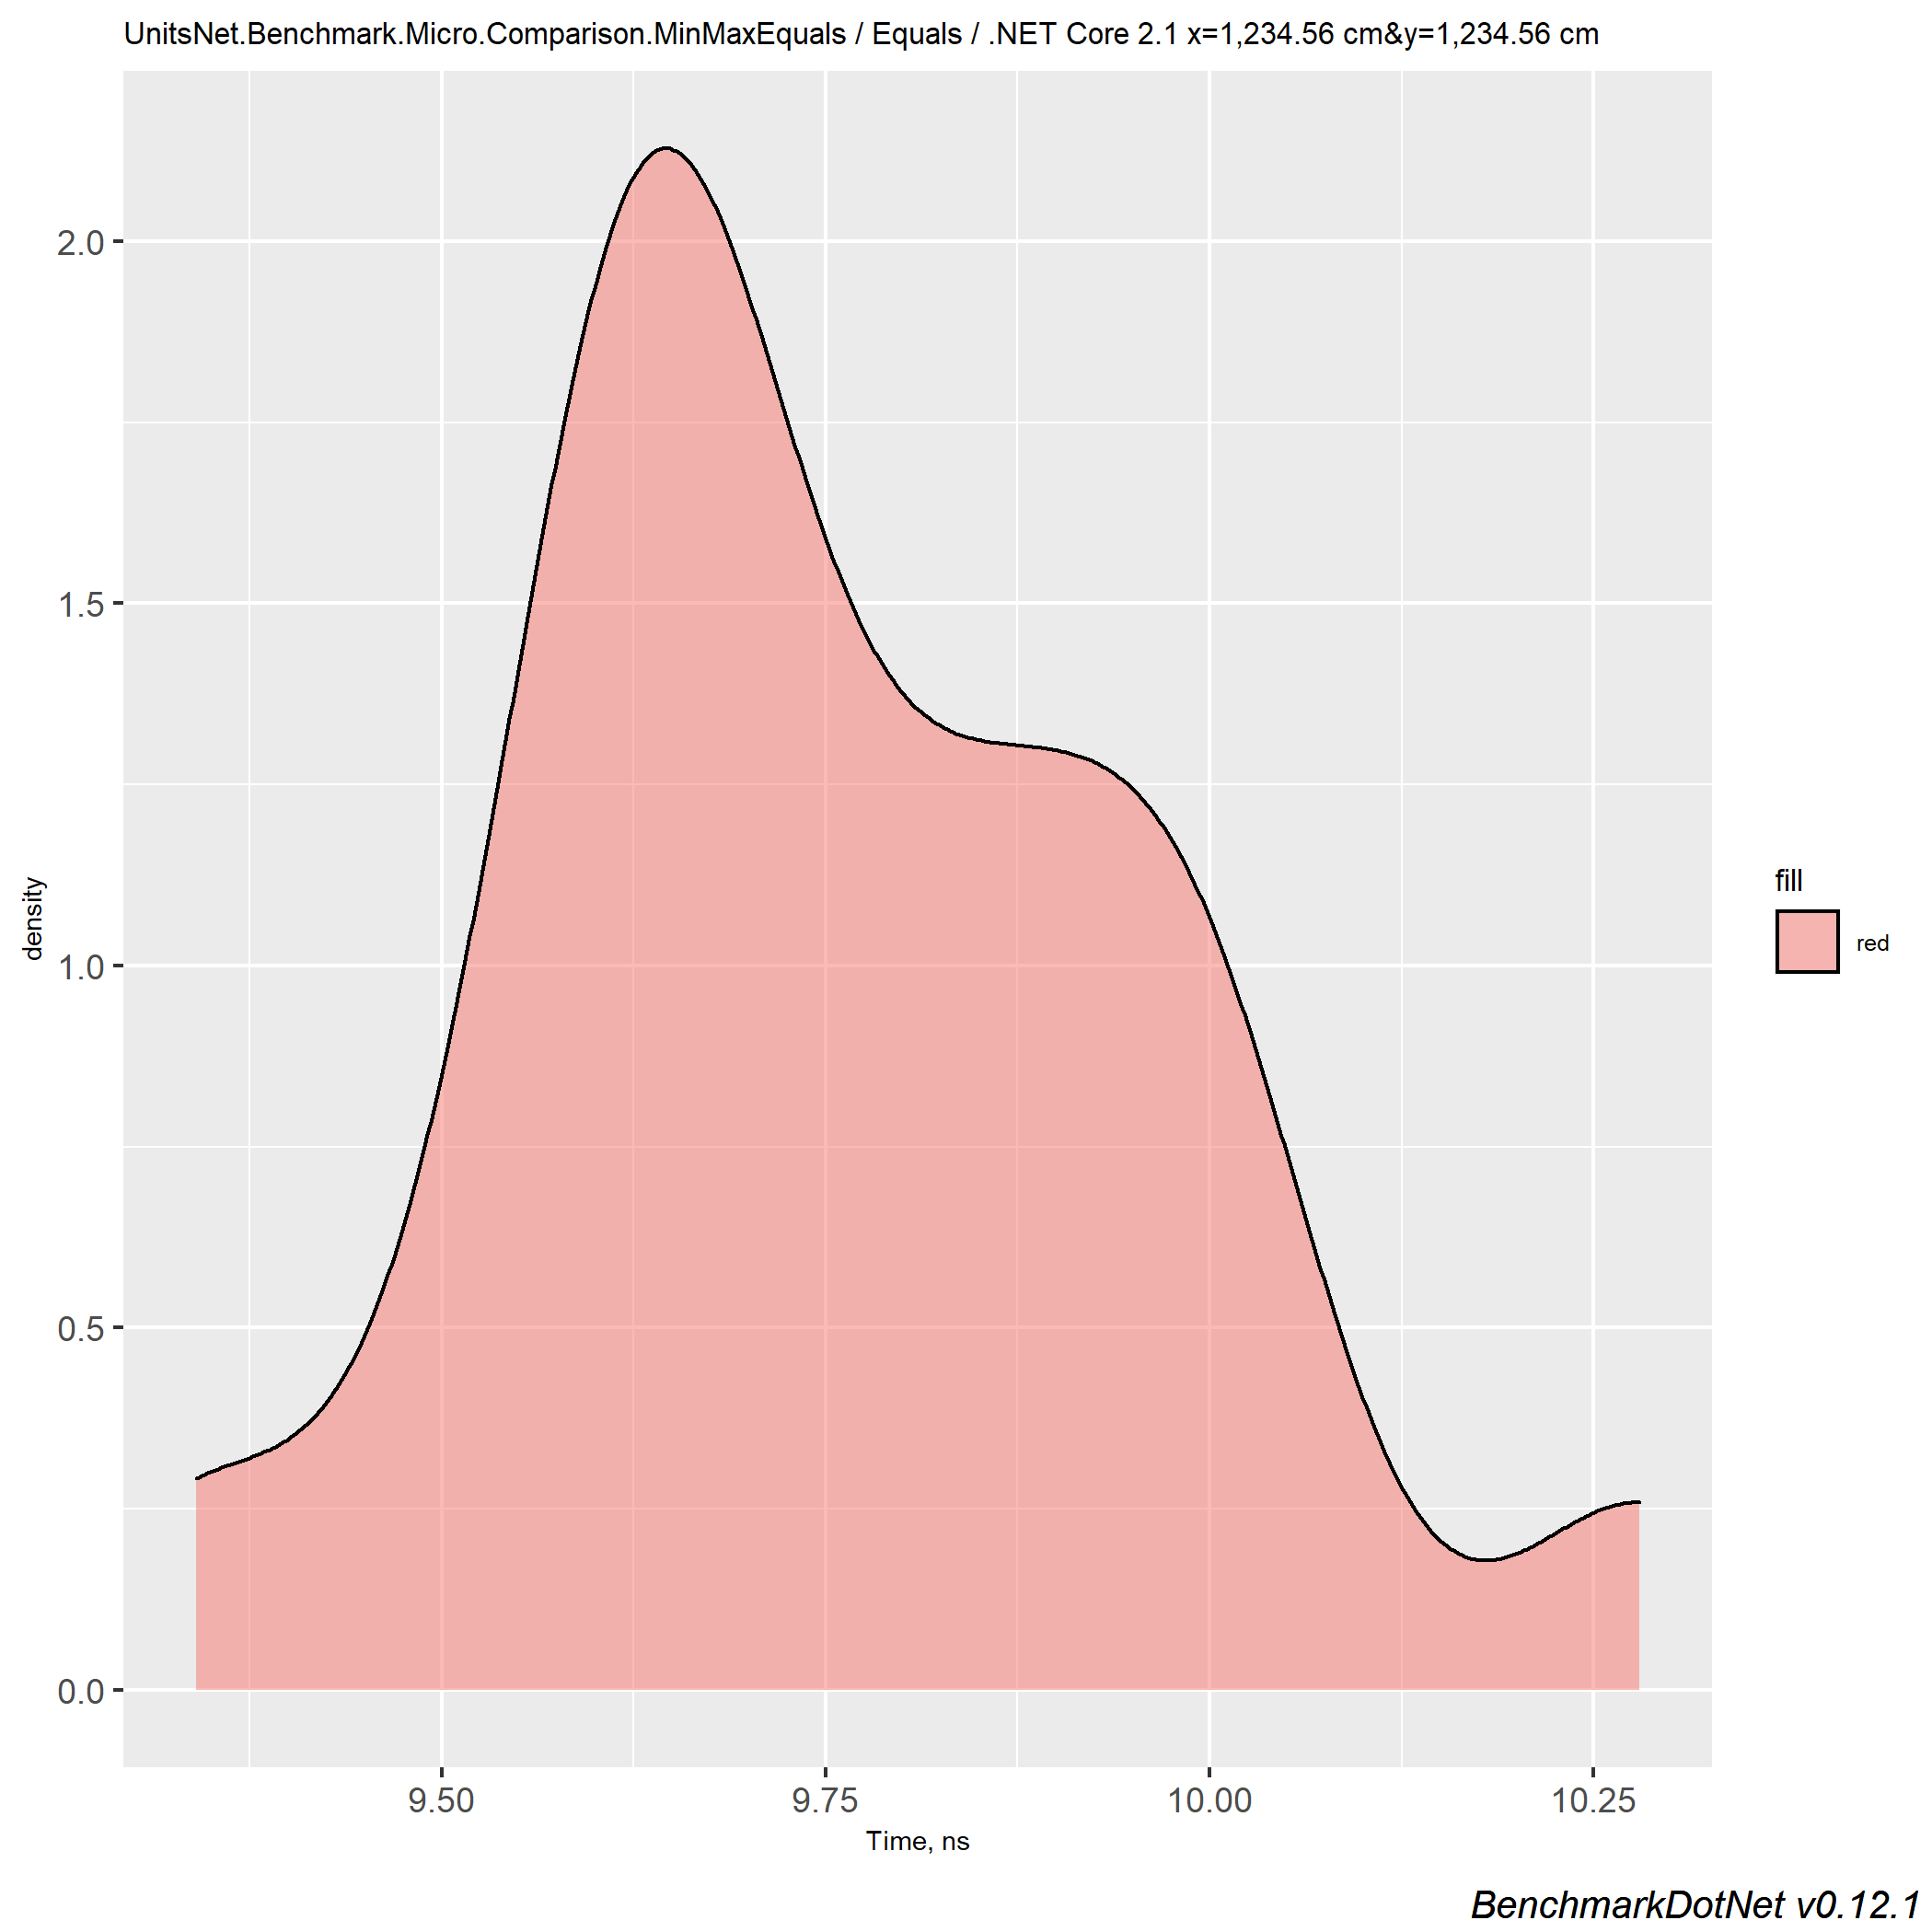 UnitsNet.Benchmark.Micro.Comparison.MinMaxEquals / Equals / .NET Core 2.1 x=1,234.56 cm&y=1,234.56 cm
2.0
1.5
1.0
0.5
0.0
density
9.50 9.75 10.00 10.25
Time, ns
fill
red
BenchmarkDotNet v0.12.1